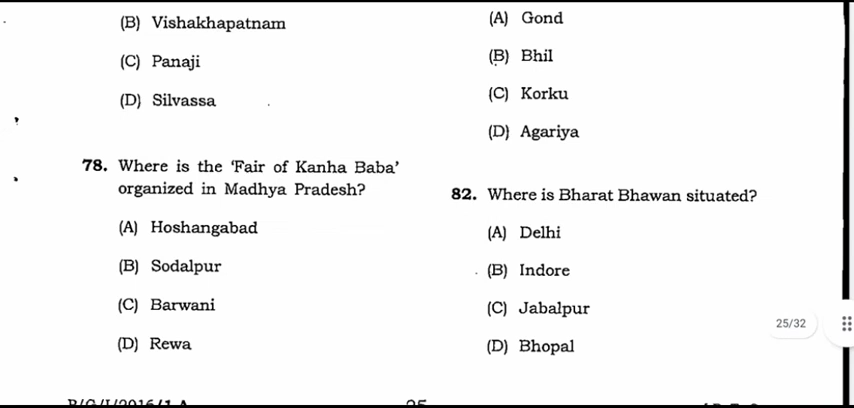 (B) Vishakhapatnam
(C) Panaji
(D) Silvassa
78. Where is the ‘Fair of Kanha Baba’
organized in Madhya Pradesh?
(A) Hoshangabad
(B) Sodalpur
(C) Barwani
(D) Rewa
(A) Gond
(B) Bhil
(C) Korku
(D) Agariya
82. Where is Bharat Bhawan situated?
(A) Delhi
(B) Indore
(C) Jabalpur
(D) Bhopal
25/32